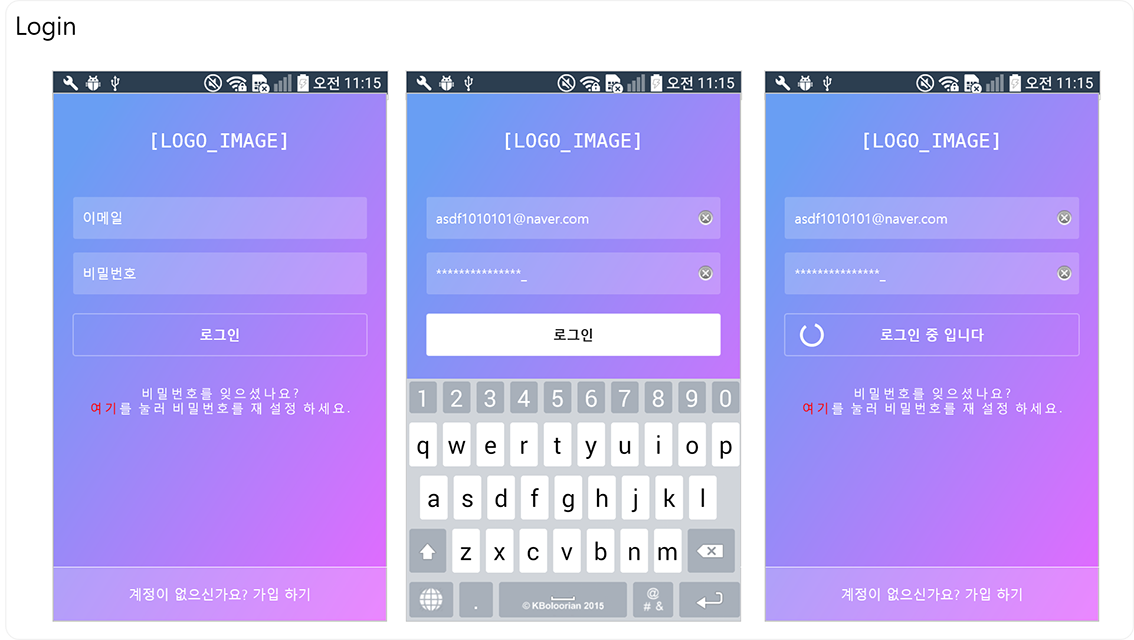 Login
오전 11:15
[LOGO_IMAGE]
이메일
비밀번호
로그인
비밀번호를 잊으셨나요?
여기를 눌러 비밀번호를 재 설정 하세요.
계정이 없으신가요? 가입 하기
오전 11:15
[LOGO_IMAGE]
asdf1010101@naver.com
***************_
로그인
1 2 3 4 5 6 7 8 9 0
q w e r t y u i o p
a s d f g h j k l
z x c v b n m
. © KBoloorian 2015 @ # &
오전 11:15
[LOGO_IMAGE]
asdf1010101@naver.com
***************_
로그인 중 입니다
비밀번호를 잊으셨나요?
여기를 눌러 비밀번호를 재 설정 하세요.
계정이 없으신가요? 가입 하기